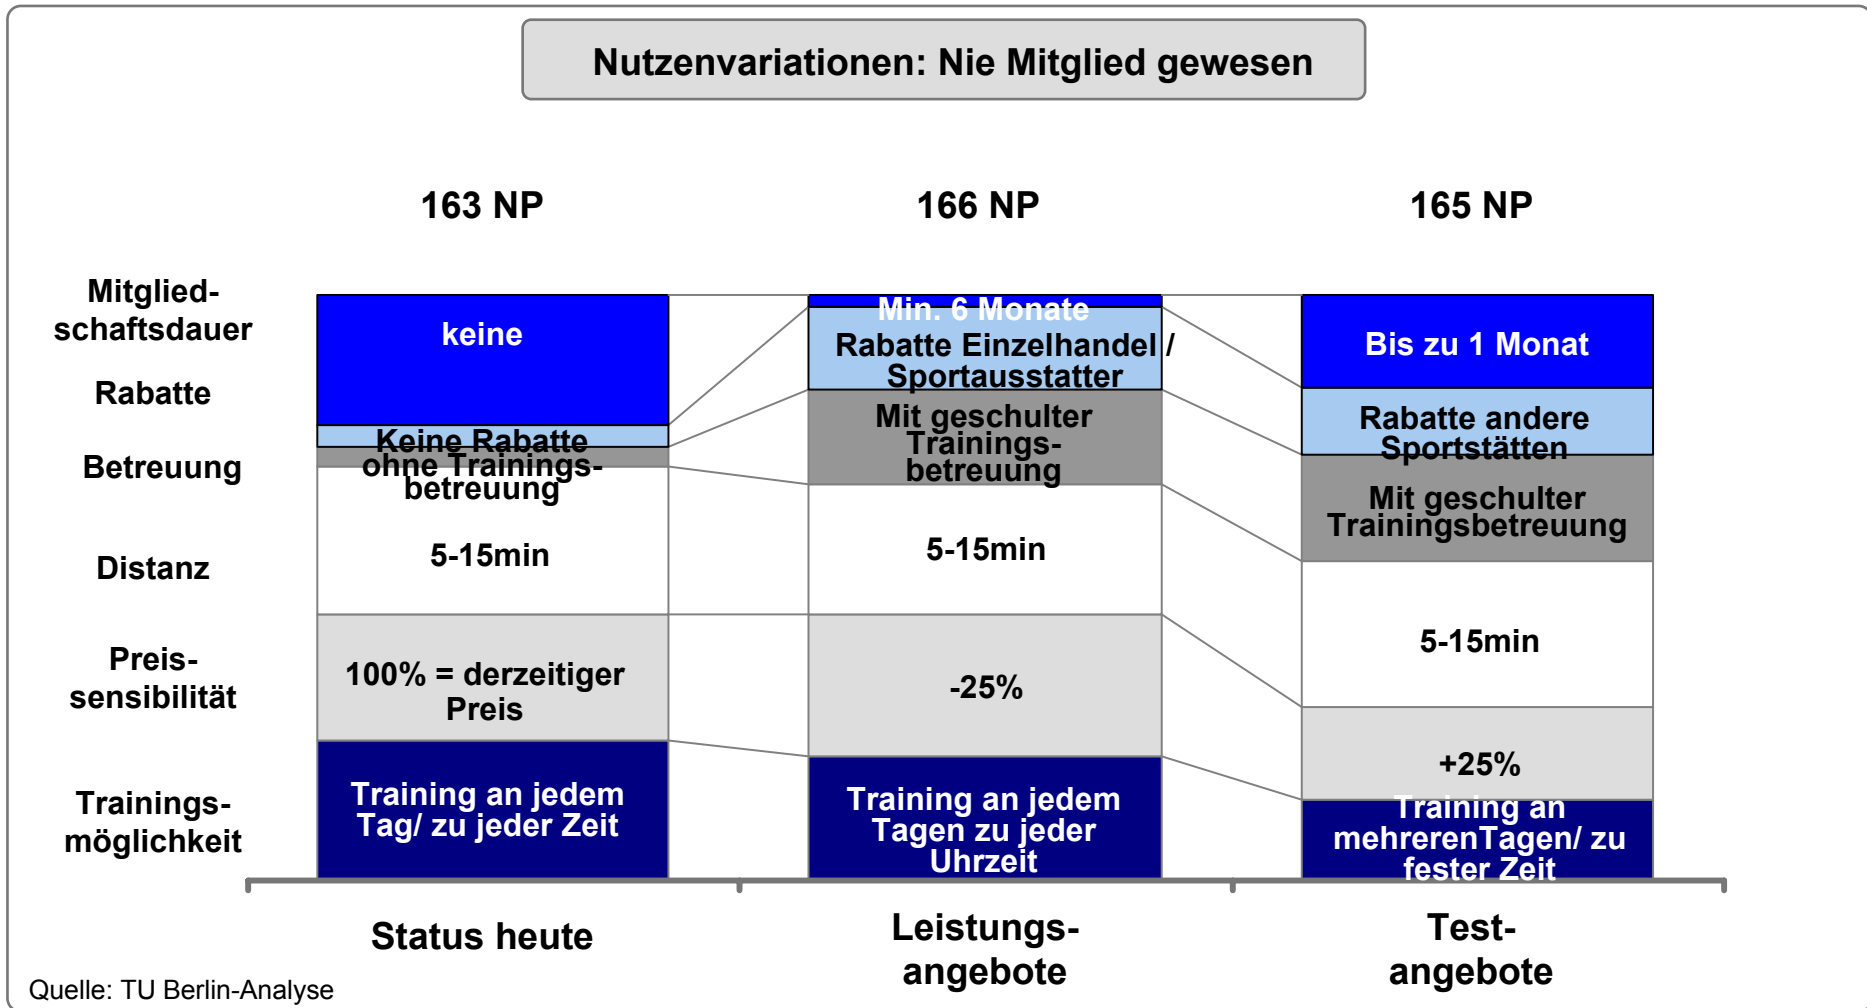 Nutzenvariationen: Nie Mitglied gewesen
163 NP
166 NP
165 NP
Mitglied-
schaftsdauer
Rabatte
Betreuung
Distanz
Preis-
sensibilität
Trainings-
möglichkeit
keine
Keine Rabatte
ohne Trainings-
betreuung
5-15min
100% = derzeitiger
Preis
Training an jedem
Tag/ zu jeder Zeit
Min. 6 Monate
Rabatte Einzelhandel /
Sportausstatter
Mit geschulter
Trainings-
betreuung
5-15min
-25%
Training an jedem
Tagen zu jeder
Uhrzeit
Bis zu 1 Monat
Rabatte andere
Sportstätten
Mit geschulter
Trainingsbetreuung
5-15min
+25%
Training an
mehrerenTagen/ zu
fester Zeit
Status heute
Leistungs-
angebote
Test-
angebote
Quelle: TU Berlin-Analyse